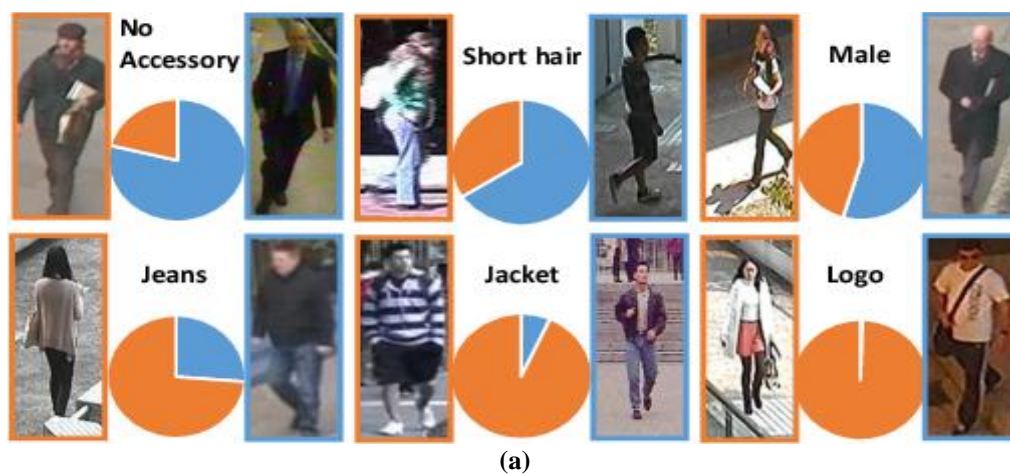 No
Accessory
Short hair
Male
Jeans
Jacket
Logo
(a)